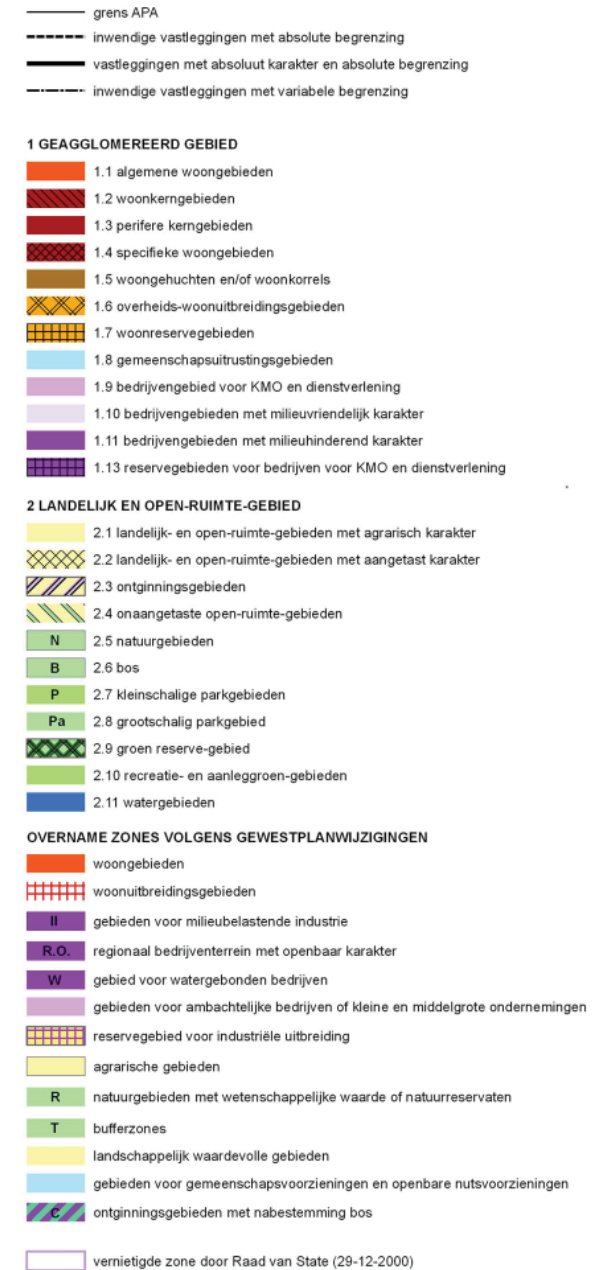 grens APA
inwendige vastleggingen met absolute begrenzing
vastleggingen met absoluut karakter en absolute begrenzing
inwendige vastleggingen met variabele begrenzing
1 GEAGGLOMEREERD GEBIED
1.1 algemene woongebieden
1.2 woonkerngebieden
1.3 perifere kerngebieden
1.4 specifieke woongebieden
1.5 woongehuchten en/of woonkorrels
1.6 overheids-woonuitbreidingsgebieden
1.7 woonreservegebieden
1.8 gemeenschapsuitrustingsgebieden
1.9 bedrijvengebied voor KMO en dienstverlening
1.10 bedrijvengebieden met milieuvriendelijk karakter
1.11 bedrijvengebieden met milieuhinderend karakter
1.13 reservegebieden voor bedrijven voor KMO en dienstverlening
2 LANDELIJK EN OPEN-RUIMTE-GEBIED
2.1 landelijk- en open-ruimte-gebieden met agrarisch karakter
2.2 landelijk- en open-ruimte-gebieden met aangetast karakter
2.3 ontginningsgebieden
2.4 onaangetaste open-ruimte-gebieden
N 2.5 natuurgebieden
B 2.6 bos
P 2.7 kleinschalige parkgebieden
Pa 2.8 grootschalig parkgebied
2.9 groen reserve-gebied
2.10 recreatie- en aanleggroen-gebieden
2.11 watergebieden
OVERNAME ZONES VOLGENS GEWESTPLANWIJZIGINGEN
woongebieden
woonuitbreidingsgebieden
II gebieden voor milieubelastende industrie
R.O. regionaal bedrijventerrein met openbaar karakter
W gebied voor watergebonden bedrijven
gebieden voor ambachtelijke bedrijven of kleine en middelgrote ondernemingen
reservegebied voor industriële uitbreiding
agrarische gebieden
R natuurgebieden met wetenschappelijke waarde of natuurreservaten
T bufferzones
landschappelijk waardevolle gebieden
gebieden voor gemeenschapsvoorzieningen en openbare nutsvoorzieningen
C ontginningsgebieden met nabestemming bos
vernietigde zone door Raad van State (29-12-2000)